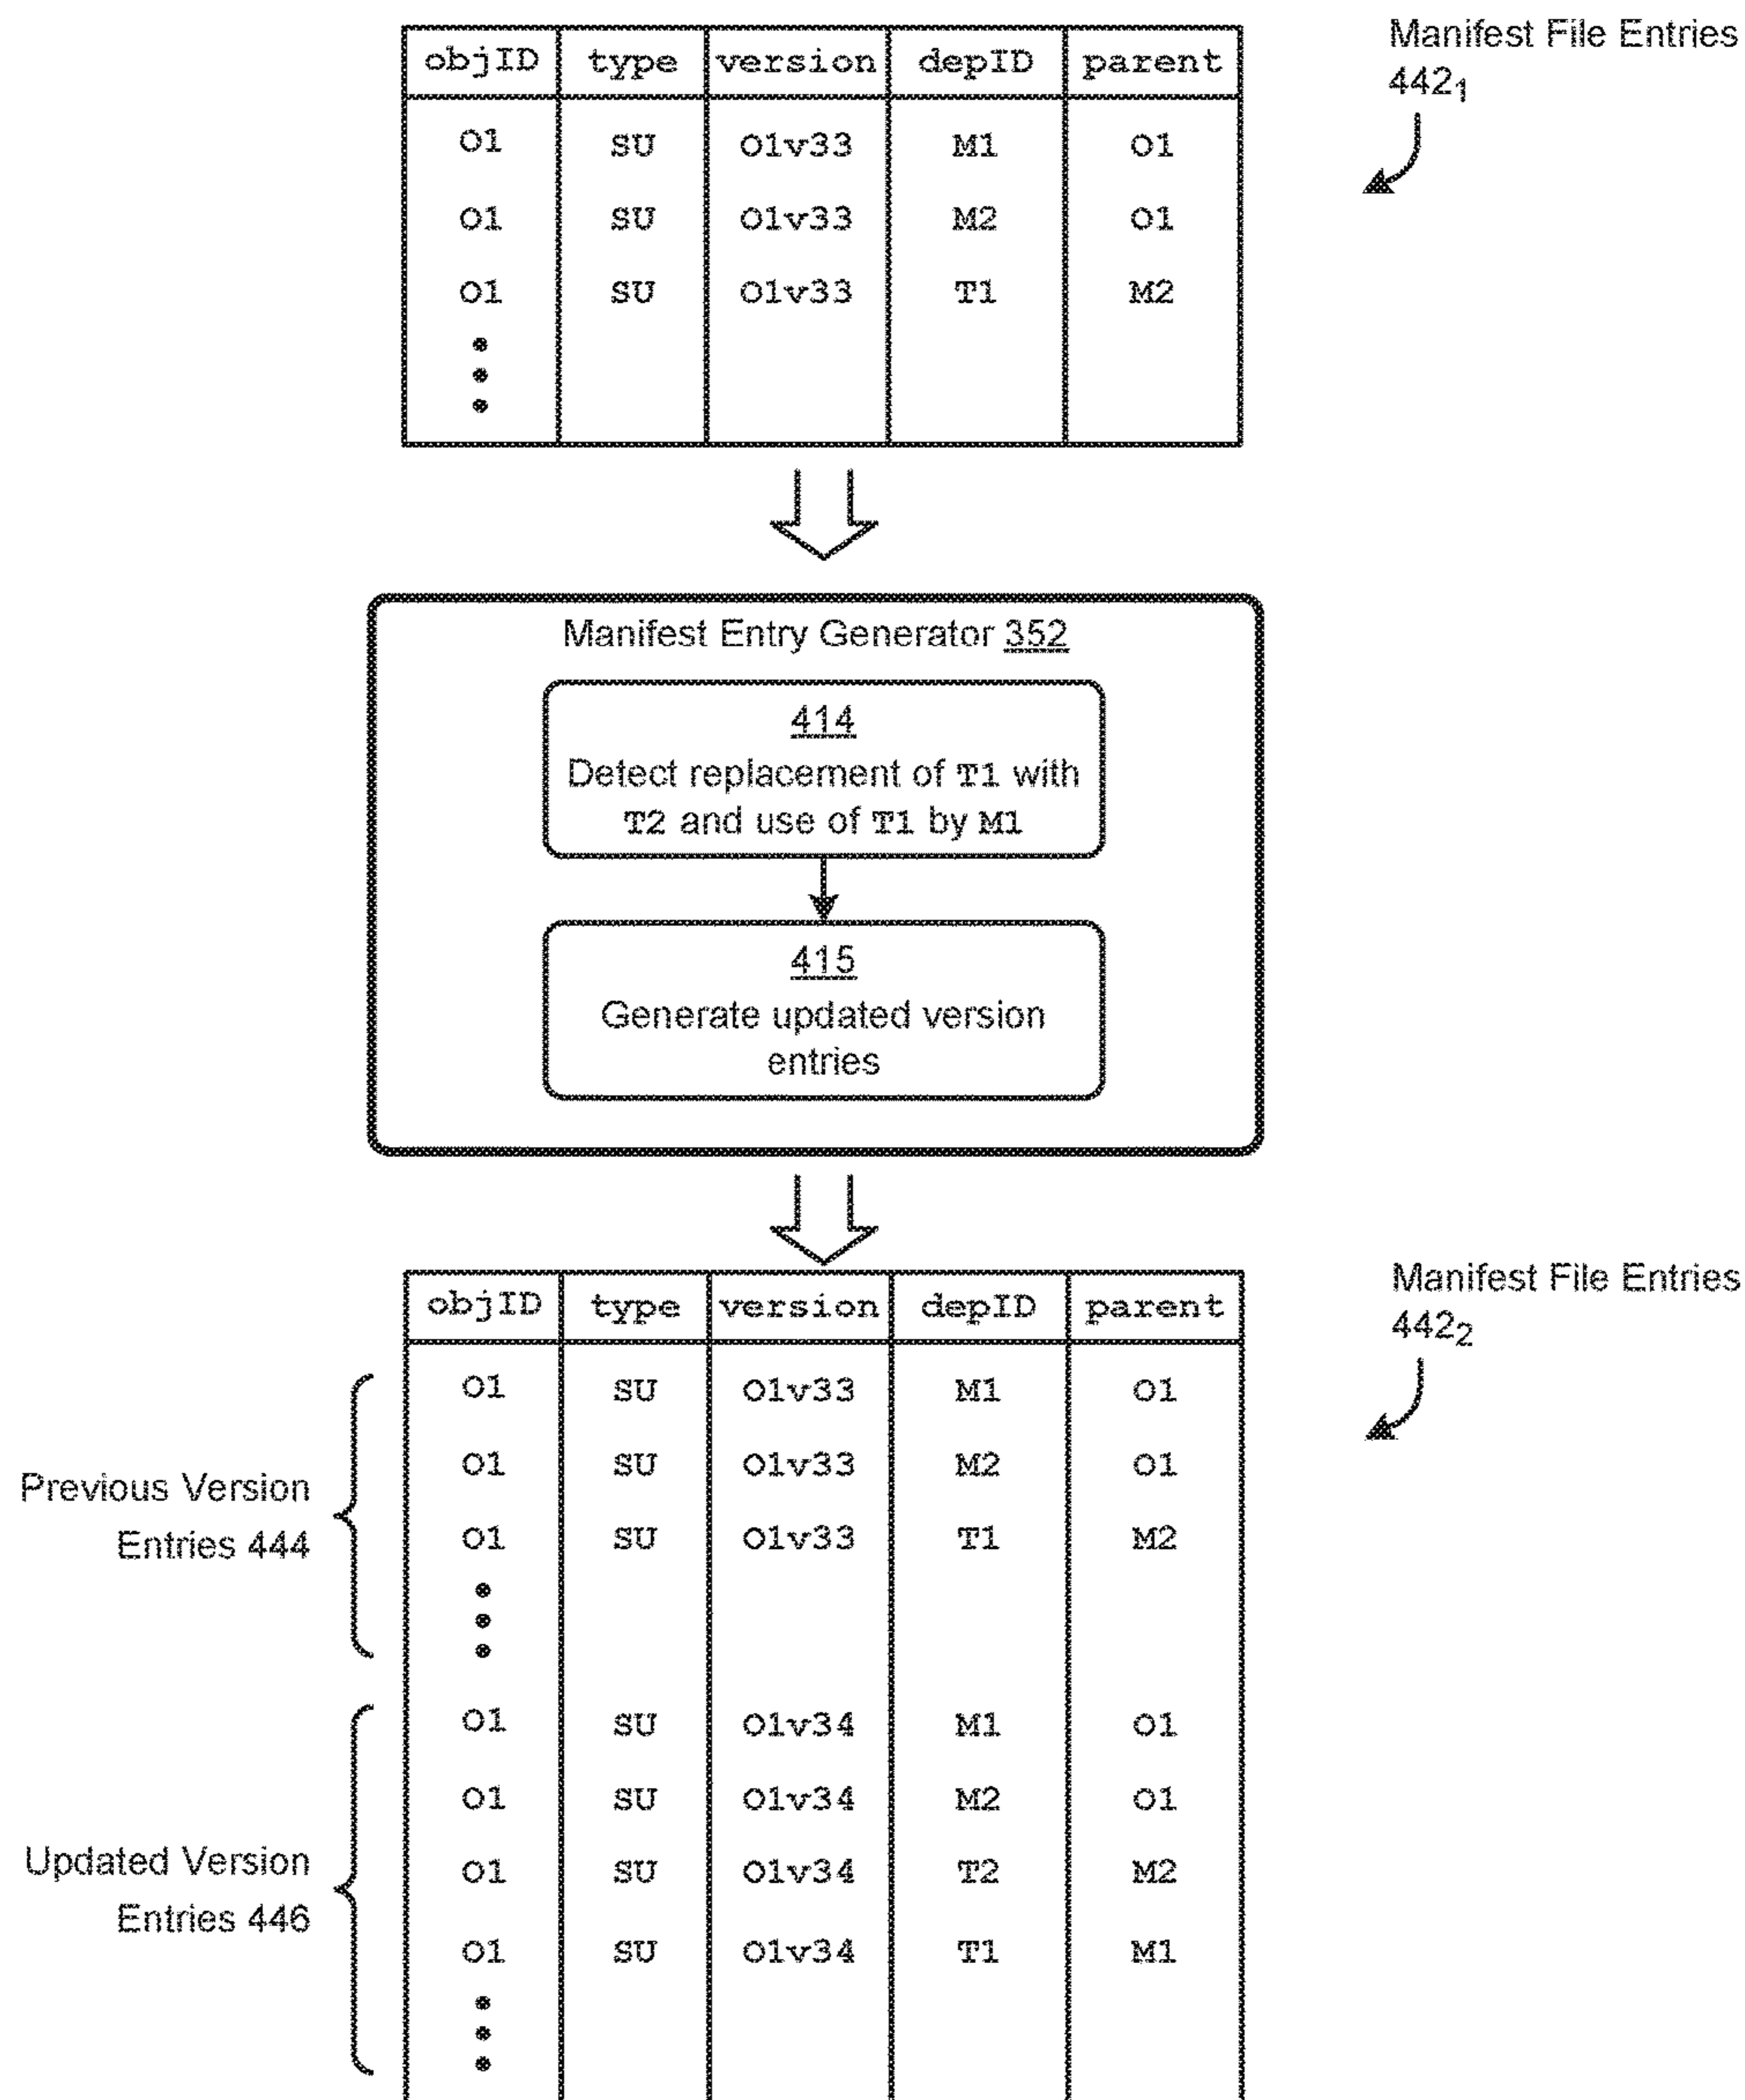 Manifest File Entries
442₁
objID type version depID parent
O1 SU O1v33 M1 O1
O1 SU O1v33 M2 O1
O1 SU O1v33 T1 M2
Manifest Entry Generator 352
414
Detect replacement of T1 with
T2 and use of T1 by M1
415
Generate updated version
entries
Manifest File Entries
442₂
objID type version depID parent
Previous Version
Entries 444
O1 SU O1v33 M1 O1
O1 SU O1v33 M2 O1
O1 SU O1v33 T1 M2
Updated Version
Entries 446
O1 SU O1v34 M1 O1
O1 SU O1v34 M2 O1
O1 SU O1v34 T2 M2
O1 SU O1v34 T1 M1